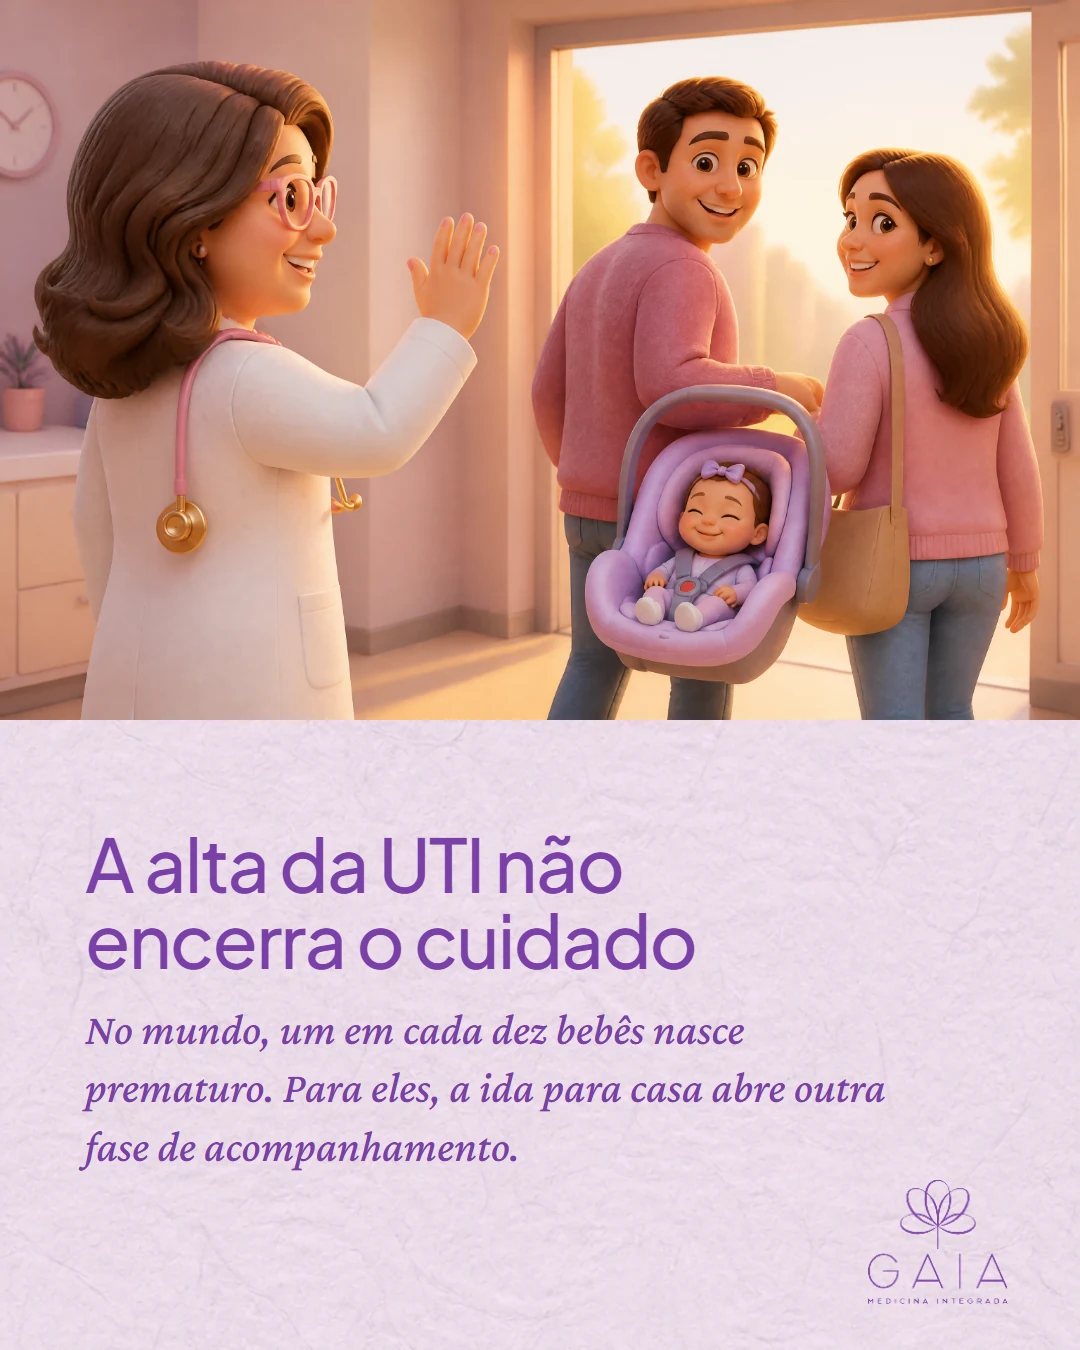 A alta da UTI não
encerra o cuidado
No mundo, um em cada dez bebês nasce
prematuro. Para eles, a ida para casa abre outra
fase de acompanhamento.
GAIA
MEDICINA INTEGRADA